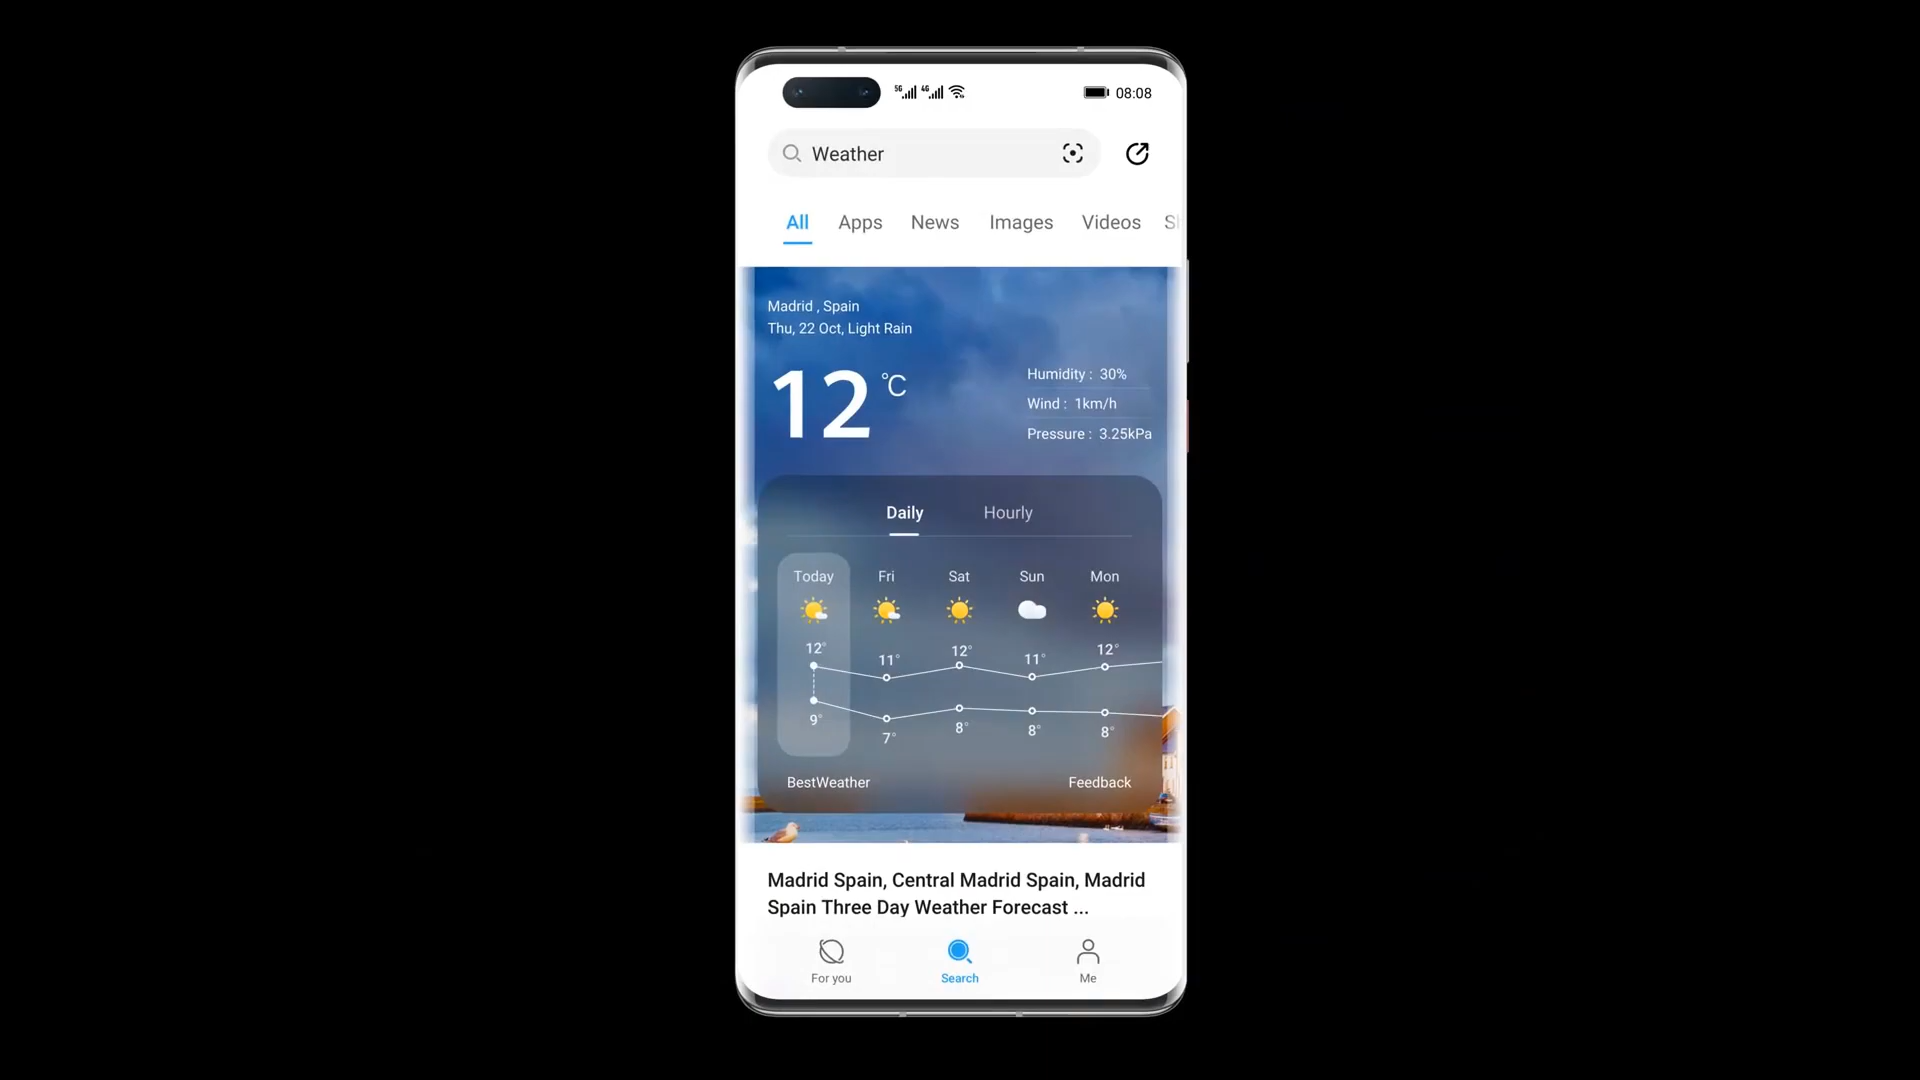 5G 4G 08:08
Weather
All Apps News Images Videos
Madrid , Spain
Thu, 22 Oct, Light Rain
12 °C
Humidity : 30%
Wind : 1km/h
Pressure : 3.25kPa
Daily Hourly
Today Fri Sat Sun Mon
12° 11° 12° 11° 12°
9° 7° 8° 8° 8°
BestWeather Feedback
Madrid Spain, Central Madrid Spain, Madrid
Spain Three Day Weather Forecast ...
For you Search Me